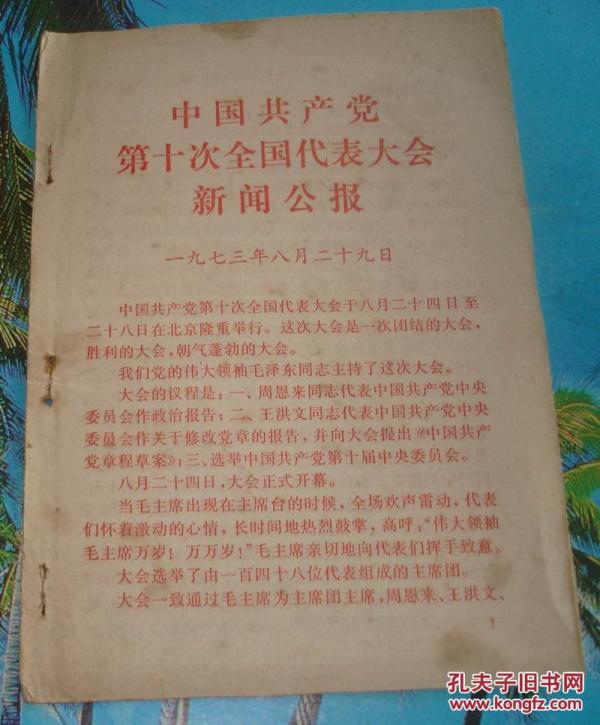 中国共产党
第十次全国代表大会
新闻公报
一九七三年八月二十九日
中国共产党第十次全国代表大会于八月二十四日至
二十八日在北京隆重举行。这次大会是一次团结的大会，
胜利的大会，朝气蓬勃的大会。
我们党的伟大领袖毛泽东同志主持了这次大会。
大会的议程是：一、周恩来同志代表中国共产党中央
委员会作政治报告；二、王洪文同志代表中国共产党中央
委员会作关于修改党章的报告，并向大会提出《中国共产
党章程草案》；三、选举中国共产党第十届中央委员会。
八月二十四日，大会正式开幕。
当毛主席出现在主席台的时候，全场欢声雷动，代表
们怀着激动的心情，长时间地热烈鼓掌，高呼：“伟大领袖
毛主席万岁！万万岁！”毛主席亲切地向代表们挥手致意。
大会选举了由一百四十八位代表组成的主席团。
大会一致通过毛主席为主席团主席，周恩来、王洪文、
1
孔夫子旧书网
www.kongfz.com